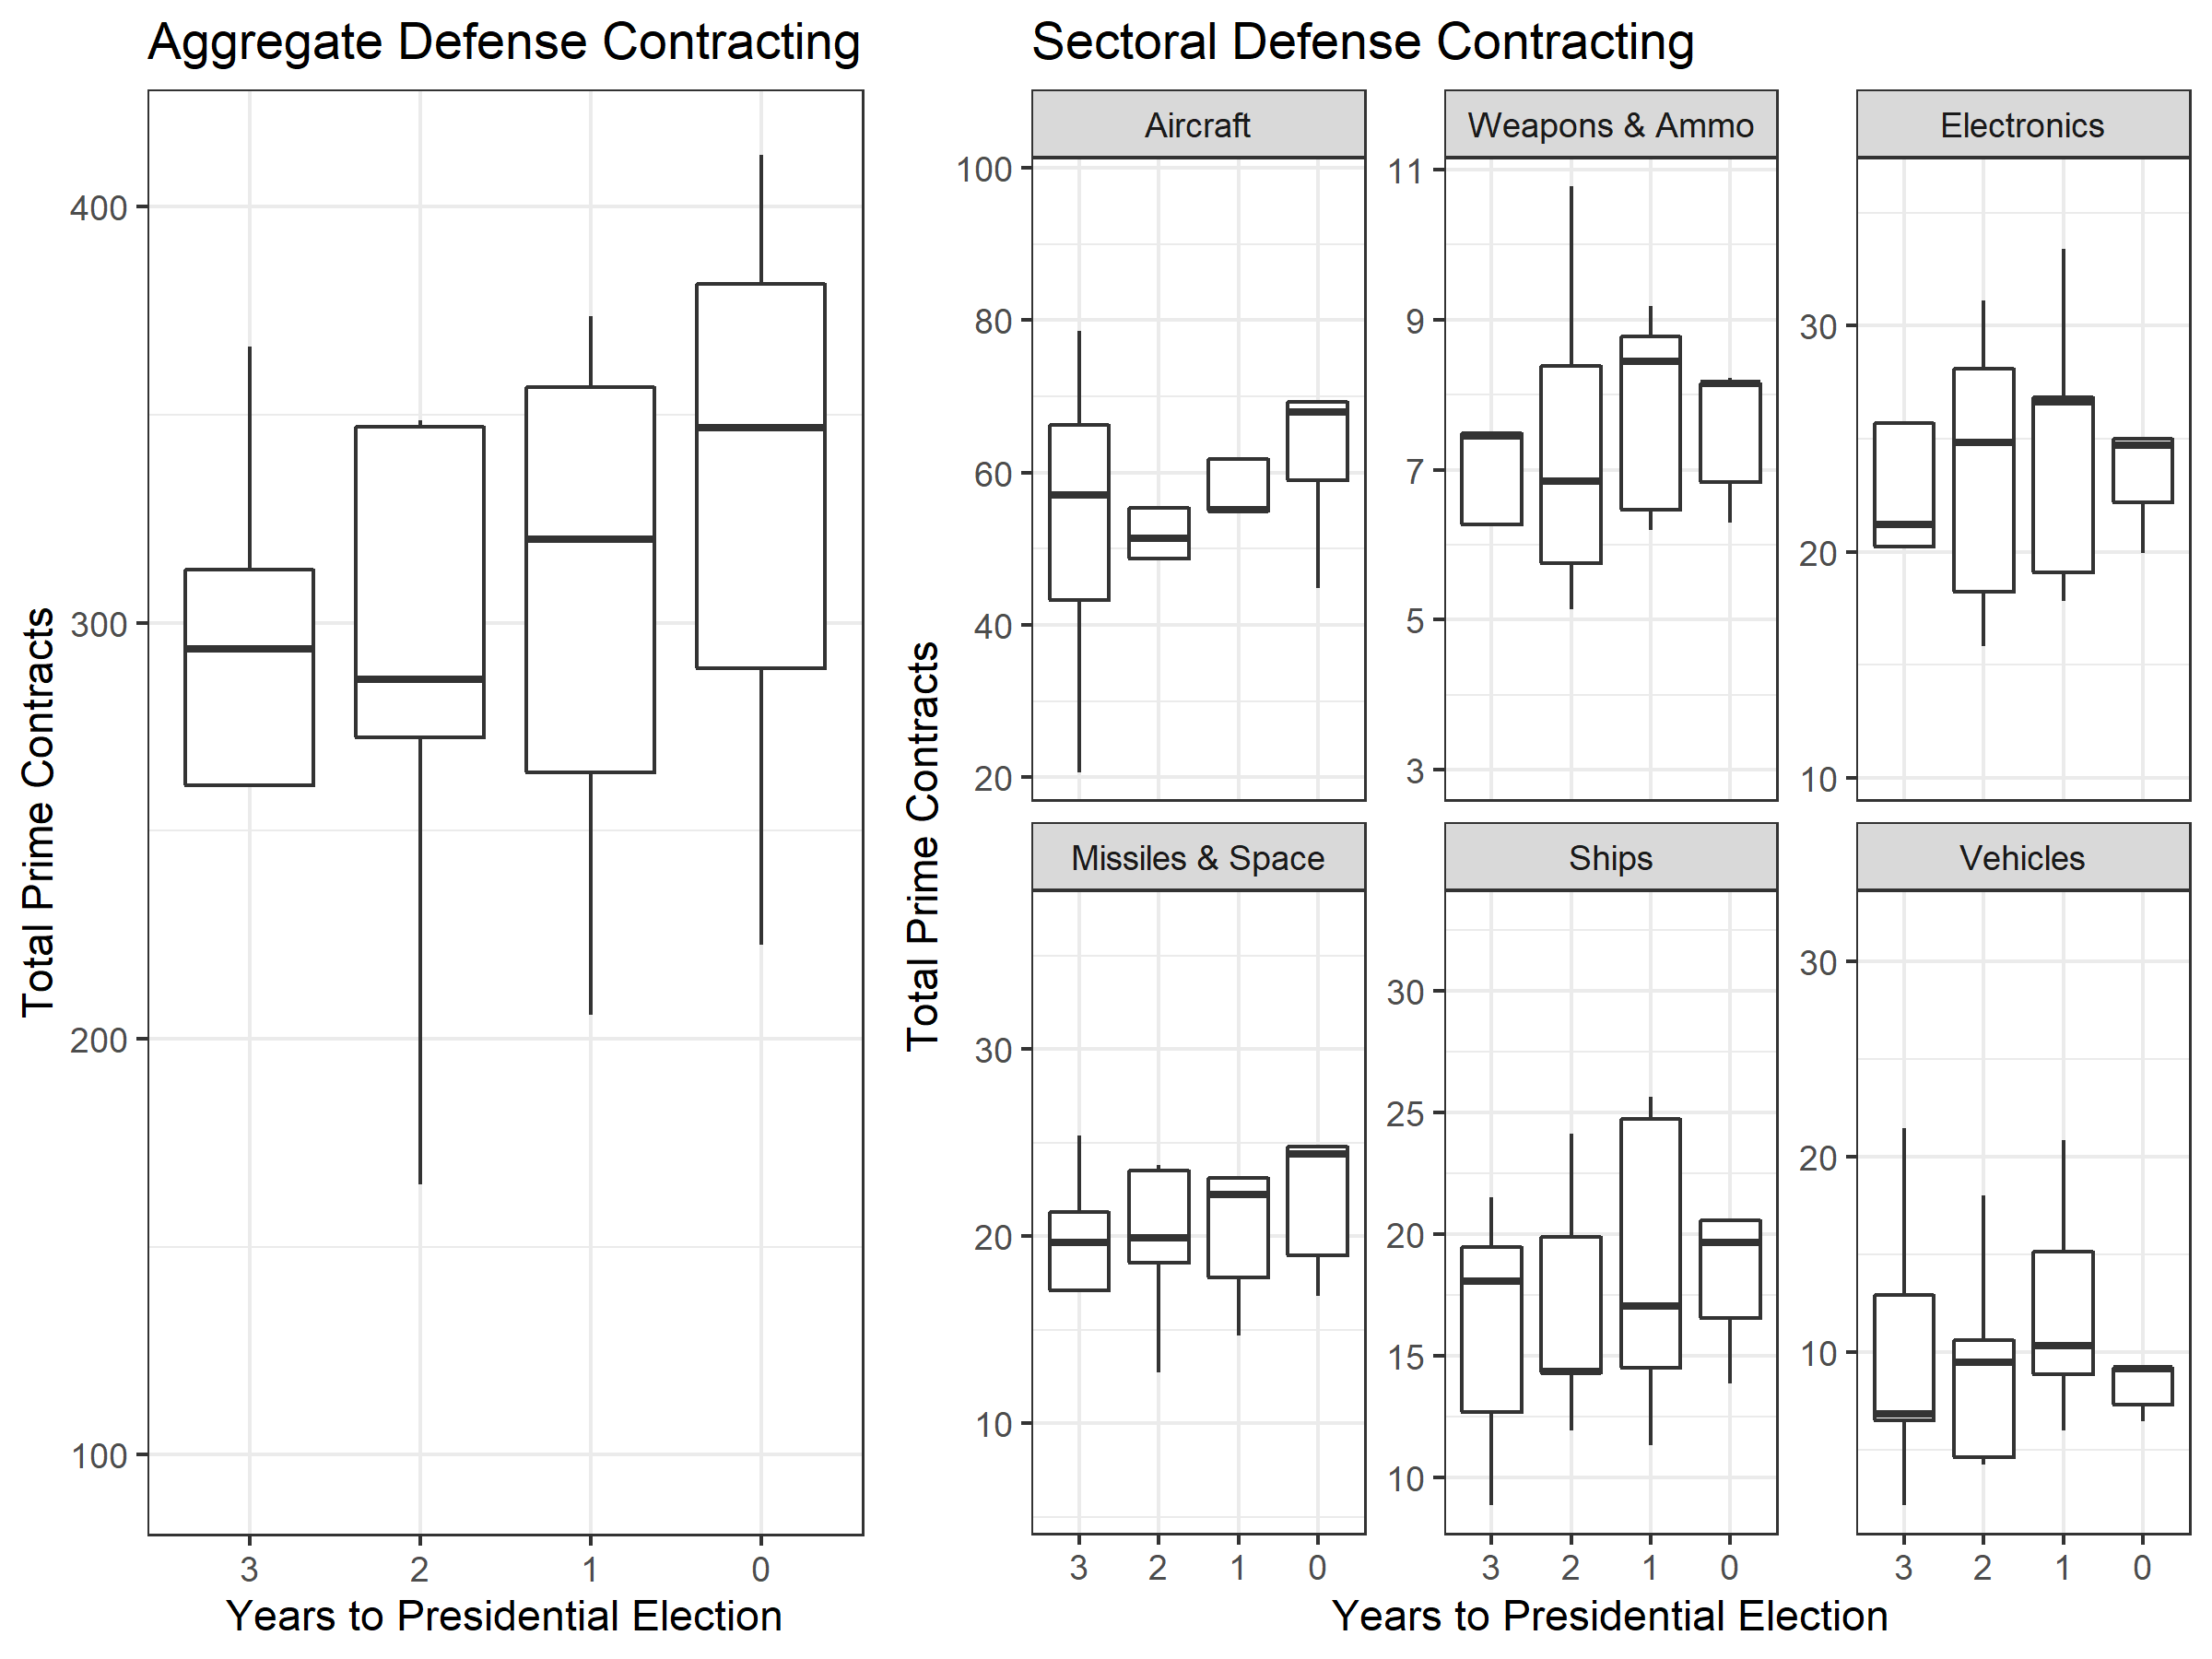 Aggregate Defense Contracting
Total Prime Contracts
400
300
200
100
3 2 1 0
Years to Presidential Election
Sectoral Defense Contracting
Total Prime Contracts
Aircraft
100
80
60
40
20
Weapons & Ammo
11
9
7
5
3
Electronics
30
20
10
Missiles & Space
30
20
10
3 2 1 0
Ships
30
25
20
15
10
3 2 1 0
Vehicles
30
20
10
3 2 1 0
Years to Presidential Election